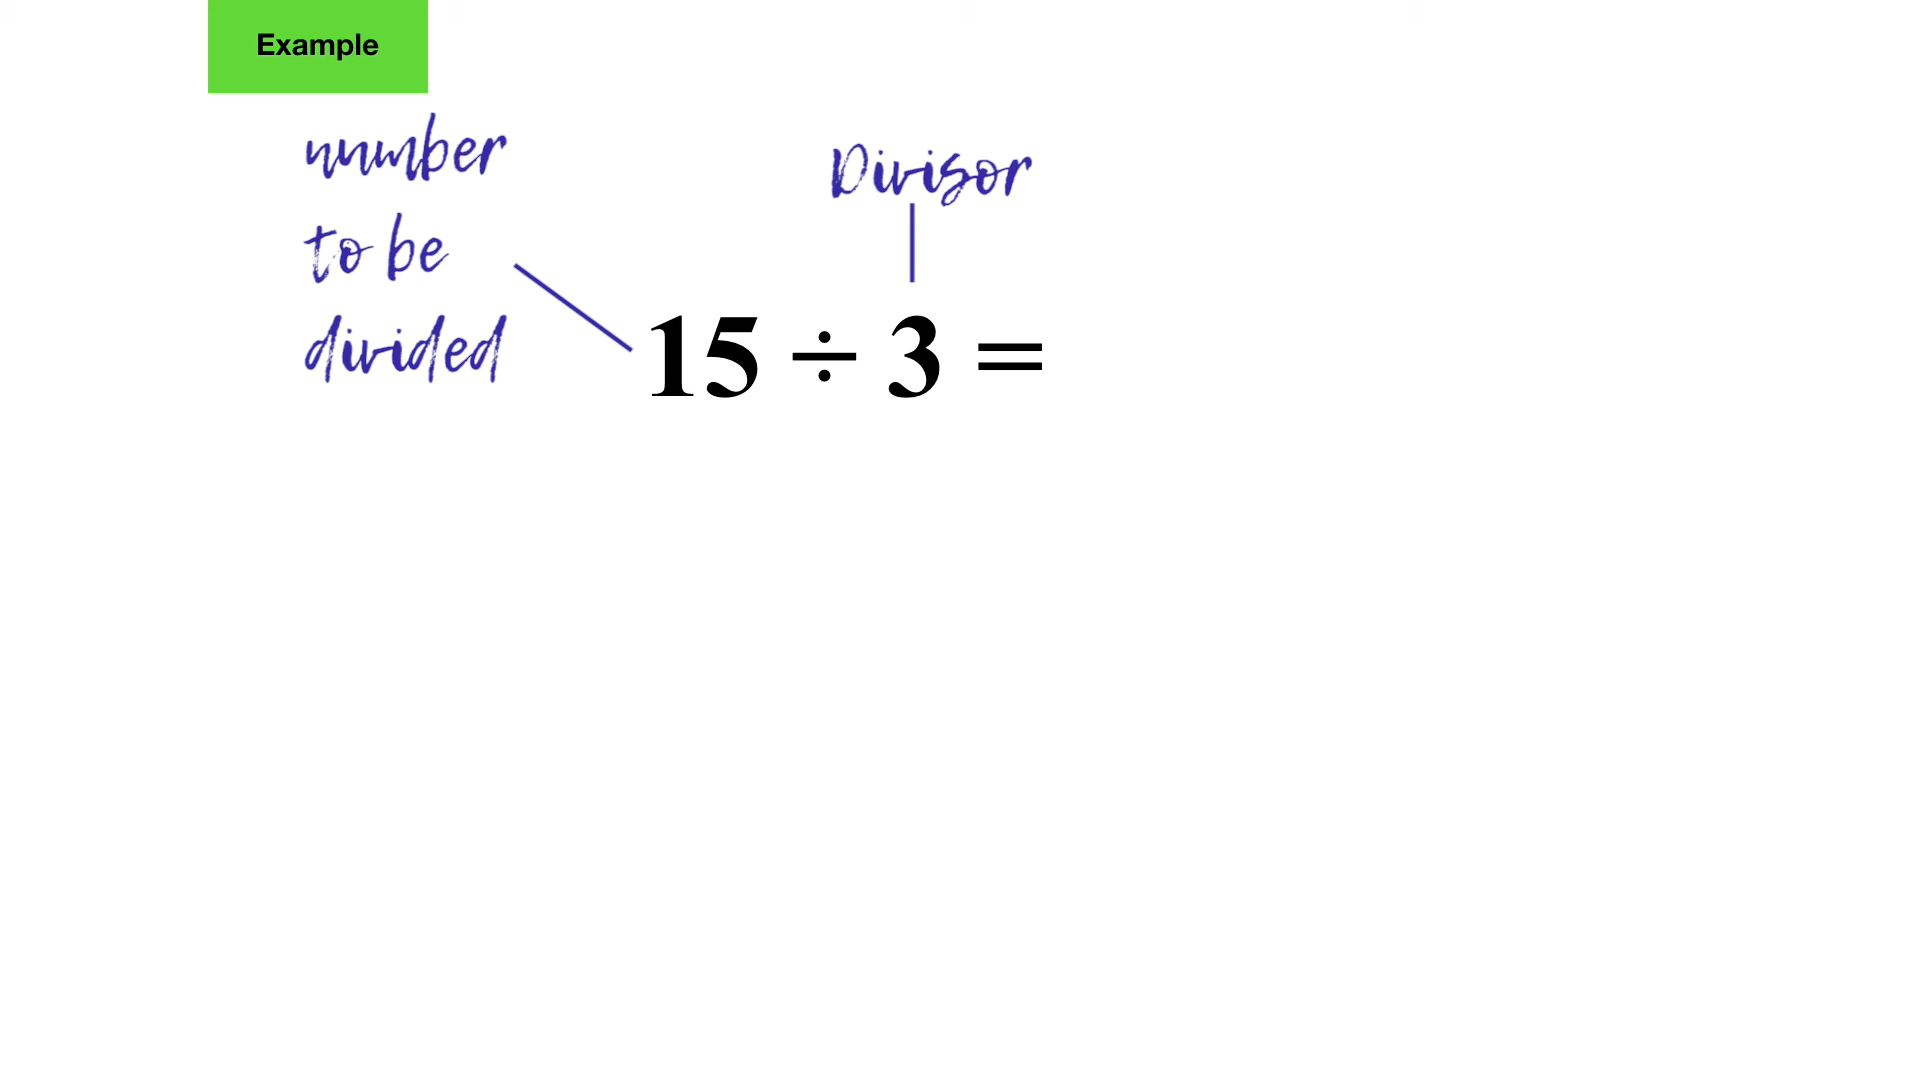 Example
number
to be
divided
Divisor
15 ÷ 3 =